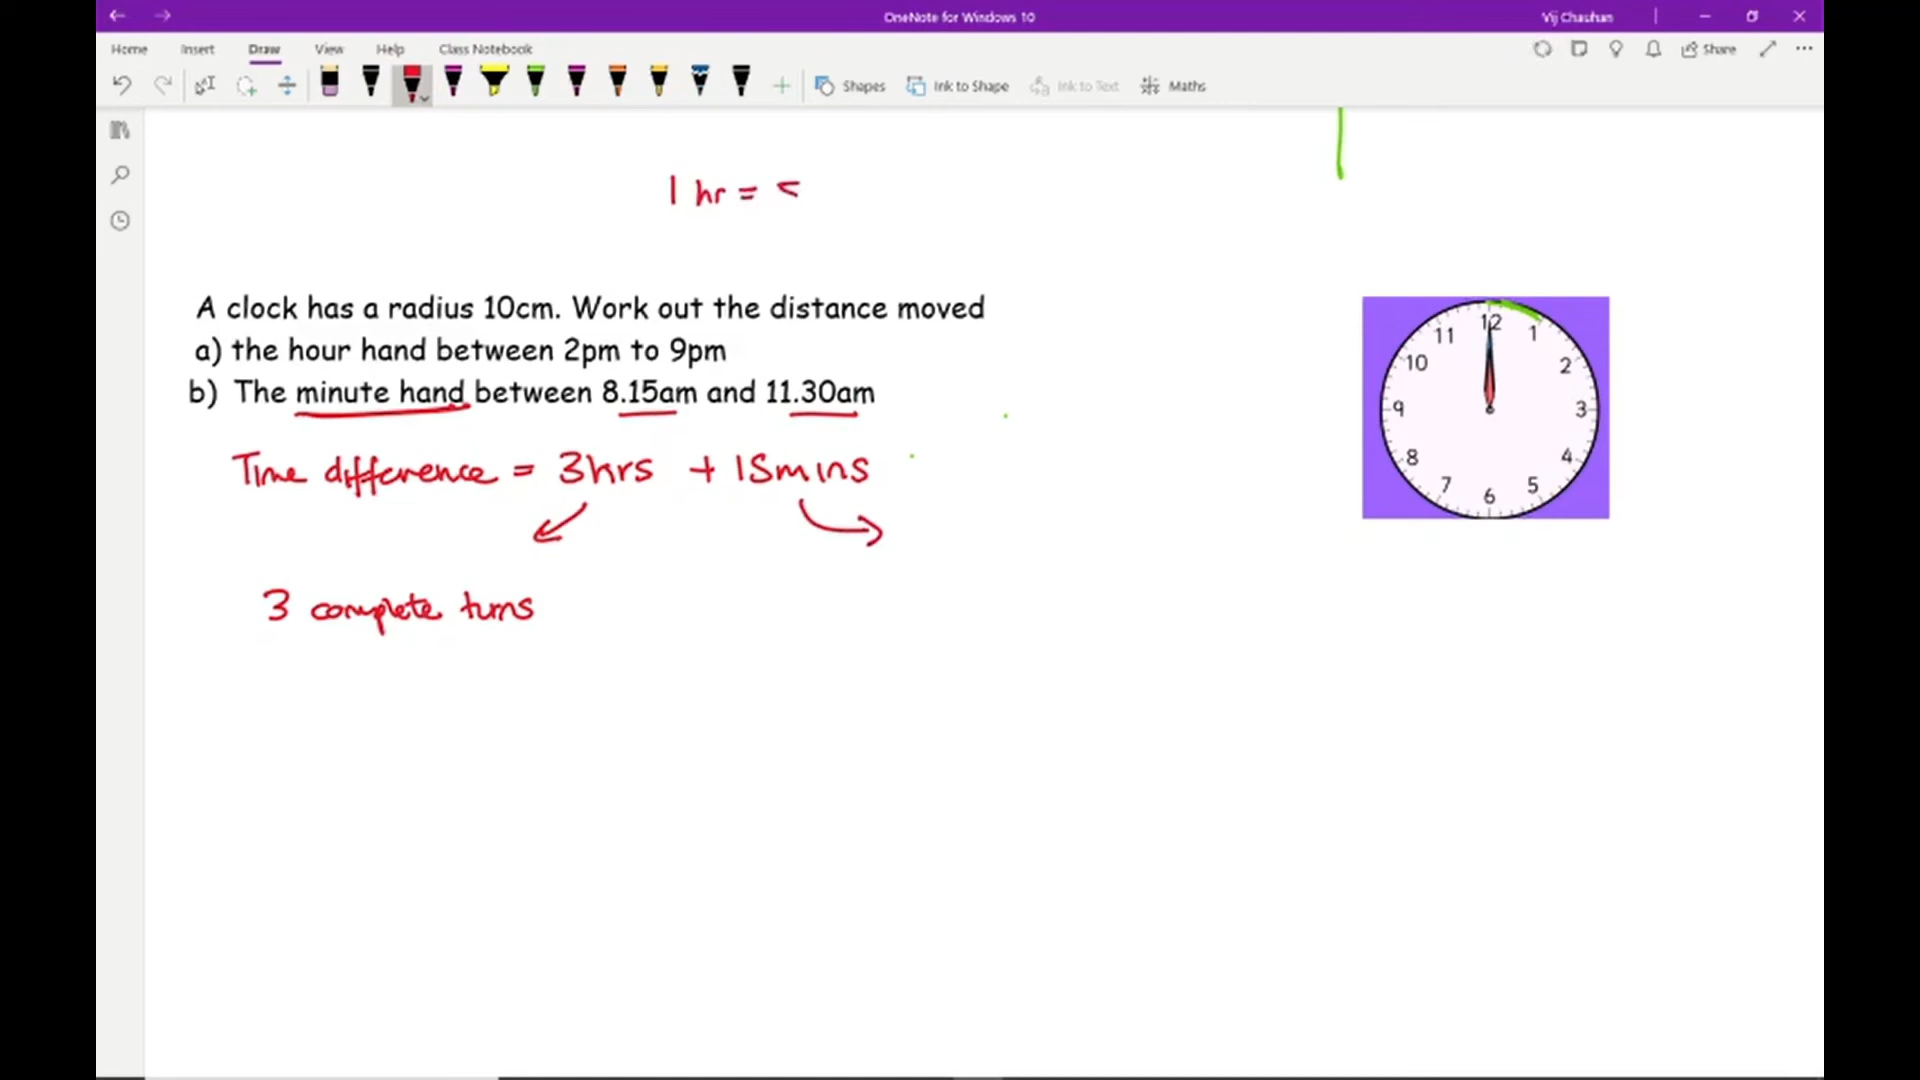 OneNote for Windows 10
Vij Chauhan
Home Insert Draw View Help Class Notebook
Share
Shapes Ink to Shape Ink to Text Maths
1 hr =
A clock has a radius 10cm. Work out the distance moved
a) the hour hand between 2pm to 9pm
b) The minute hand between 8.15am and 11.30am
Time difference = 3hrs + 15mins
3 complete turns
12
11 1
10 2
9 3
8 4
7 5
6